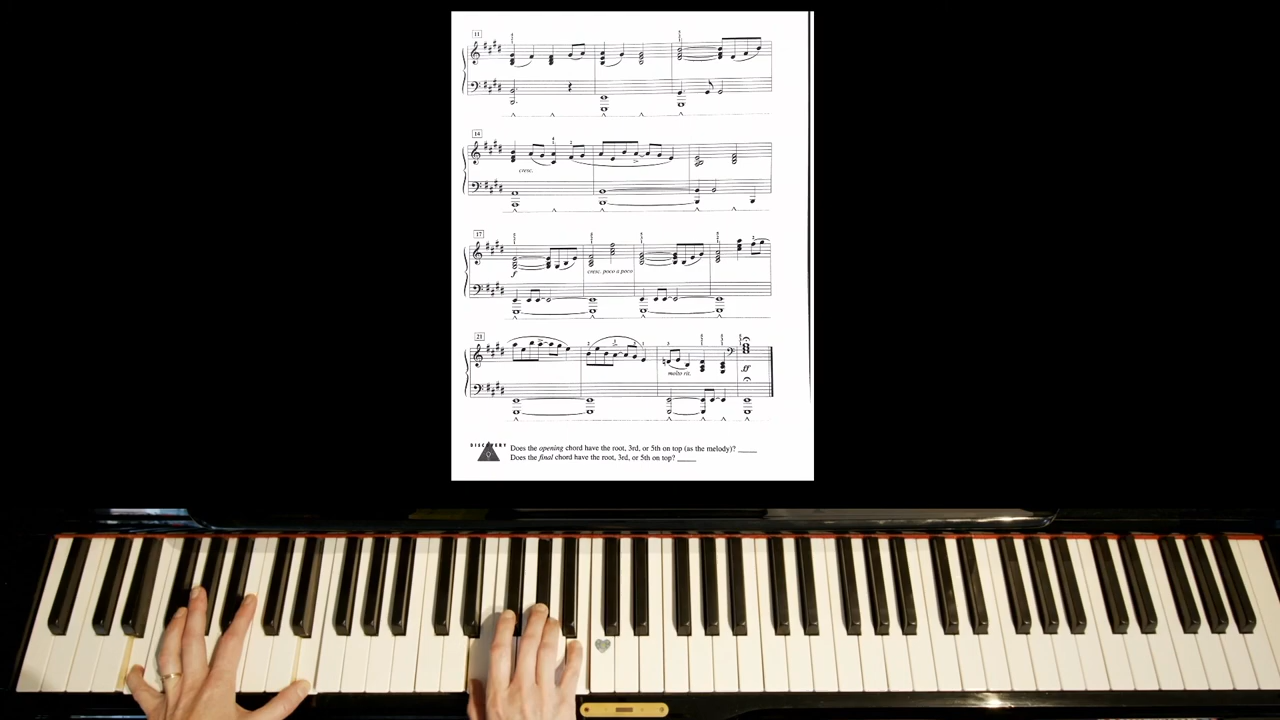 11
14
cresc.
17
f
cresc. poco a poco
21
molto rit.
ff
DISCOVERY
Does the opening chord have the root, 3rd, or 5th on top (as the melody)? _____
Does the final chord have the root, 3rd, or 5th on top? _____